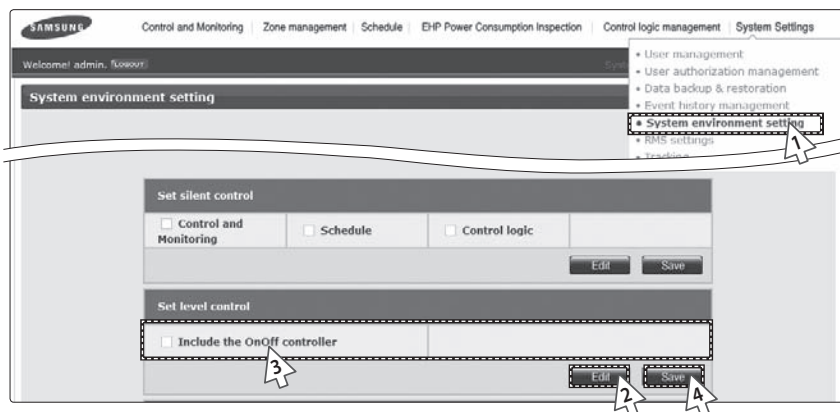 SAMSUNG
Control and Monitoring Zone management Schedule EHP Power Consumption Inspection Control logic management System Settings
Welcome! admin. LOGOUT
• User management
• User authorization management
• Data backup & restoration
• Event history management
• System environment setting
• RMS settings
• Tracking
System environment setting
1
Set silent control
Control and Monitoring Schedule Control logic
Edit Save
Set level control
Include the OnOff controller
3
Edit Save
2 4